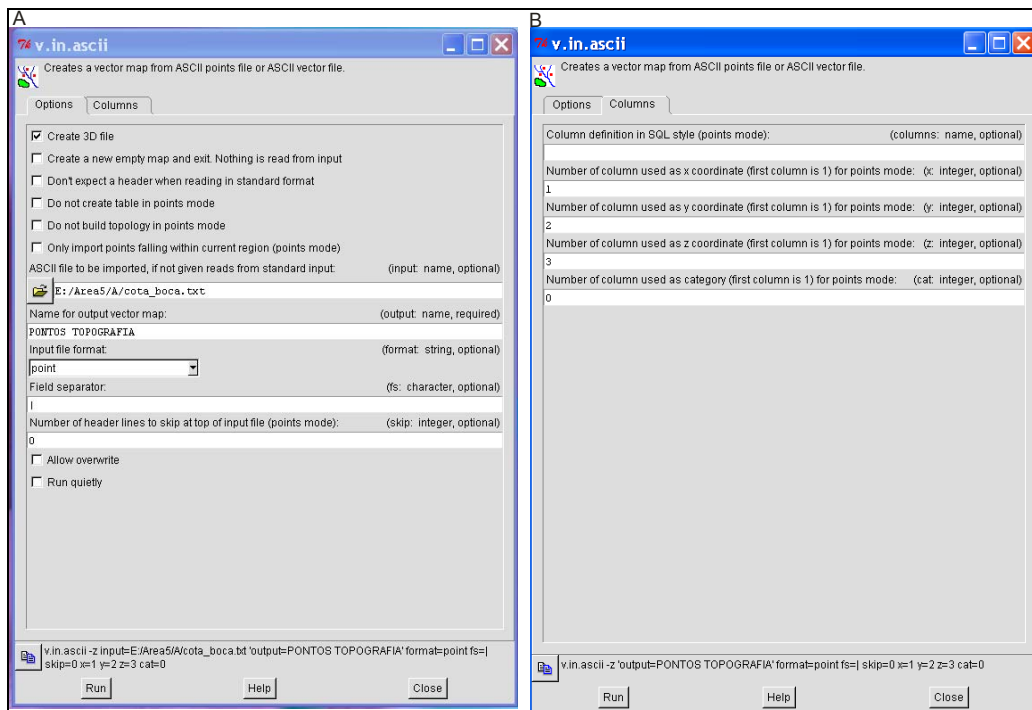 A
v.in.ascii
Creates a vector map from ASCII points file or ASCII vector file.
Options Columns
Create 3D file
Create a new empty map and exit. Nothing is read from input
Don't expect a header when reading in standard format
Do not create table in points mode
Do not build topology in points mode
Only import points falling within current region (points mode)
ASCII file to be imported, if not given reads from standard input: (input: name, optional)
E:/Area5/A/cota_boca.txt
Name for output vector map: (output: name, required)
PONTOS TOPOGRAFIA
Input file format: (format: string, optional)
point
Field separator: (fs: character, optional)
|
Number of header lines to skip at top of input file (points mode): (skip: integer, optional)
0
Allow overwrite
Run quietly
v.in.ascii -z input=E:/Area5/A/cota_boca.txt 'output=PONTOS TOPOGRAFIA' format=point fs=|
skip=0 x=1 y=2 z=3 cat=0
Run Help Close
B
v.in.ascii
Creates a vector map from ASCII points file or ASCII vector file.
Options Columns
Column definition in SQL style (points mode): (columns: name, optional)
Number of column used as x coordinate (first column is 1) for points mode: (x: integer, optional)
1
Number of column used as y coordinate (first column is 1) for points mode: (y: integer, optional)
2
Number of column used as z coordinate (first column is 1) for points mode: (z: integer, optional)
3
Number of column used as category (first column is 1) for points mode: (cat: integer, optional)
0
v.in.ascii -z 'output=PONTOS TOPOGRAFIA' format=point fs=| skip=0 x=1 y=2 z=3 cat=0
Run Help Close